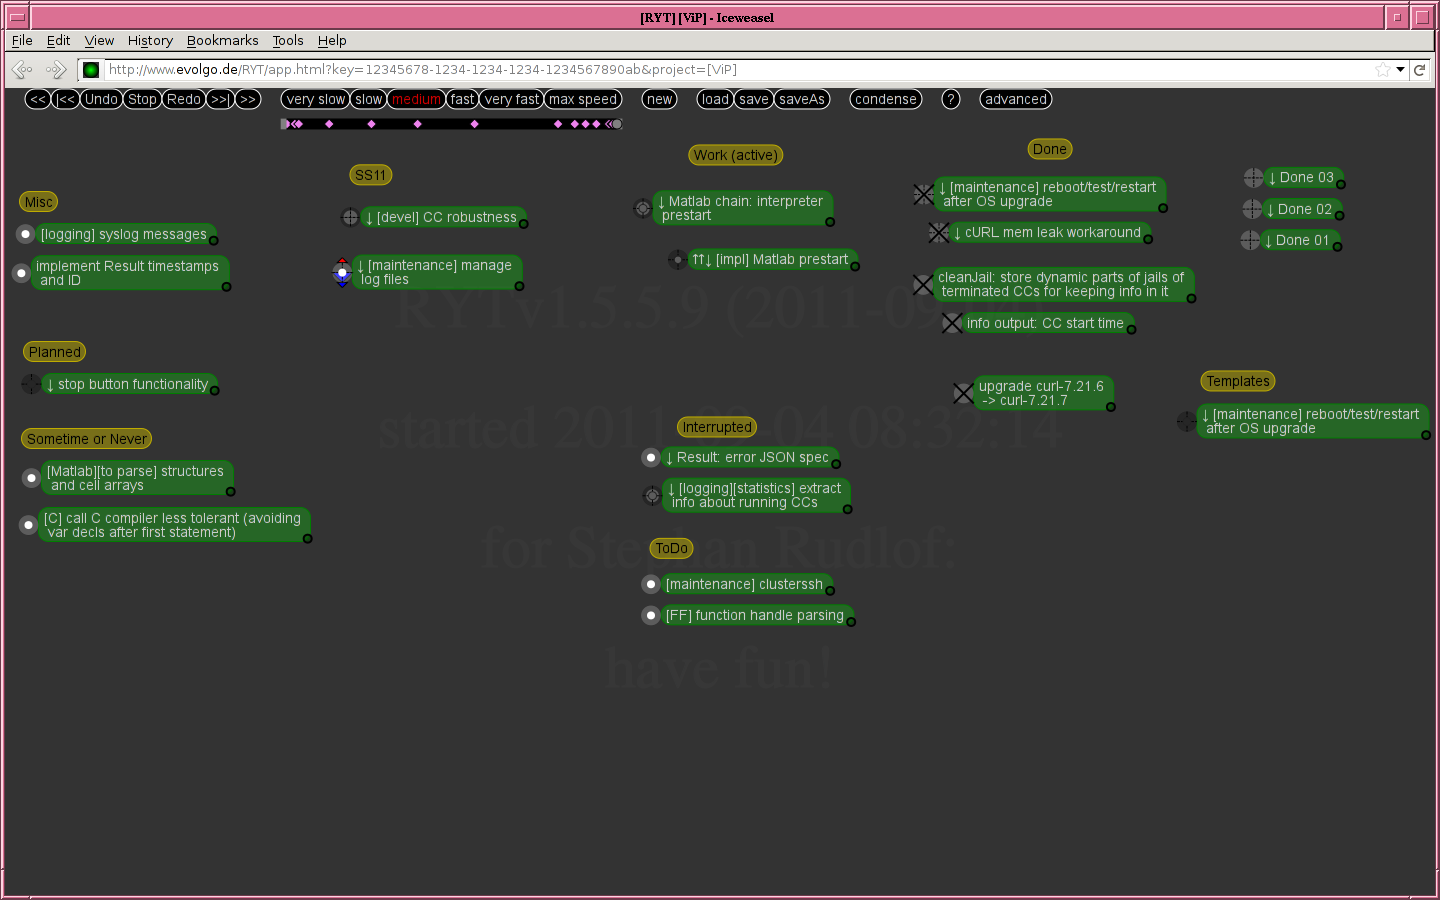 [RYT] [ViP] - Iceweasel
File Edit View History Bookmarks Tools Help
http://www.evolgo.de/RYT/app.html?key=12345678-1234-1234-1234-1234567890ab&project=[ViP]
<< |<< Undo Stop Redo >>| >> very slow slow medium fast very fast max speed new load save saveAs condense ? advanced
Misc
[logging] syslog messages
implement Result timestamps
and ID
Planned
↓ stop button functionality
Sometime or Never
[Matlab][to parse] structures
and cell arrays
[C] call C compiler less tolerant (avoiding
var decls after first statement)
SS11
↓ [devel] CC robustness
↓ [maintenance] manage
log files
Work (active)
↓ Matlab chain: interpreter
prestart
⇈↓ [impl] Matlab prestart
Interrupted
↓ Result: error JSON spec
↓ [logging][statistics] extract
info about running CCs
ToDo
[maintenance] clusterssh
[FF] function handle parsing
Done
↓ [maintenance] reboot/test/restart
after OS upgrade
↓ cURL mem leak workaround
cleanJail: store dynamic parts of jails of
terminated CCs for keeping info in it
info output: CC start time
upgrade curl-7.21.6
-> curl-7.21.7
↓ Done 03
↓ Done 02
↓ Done 01
Templates
↓ [maintenance] reboot/test/restart
after OS upgrade
RYTv1.5.5.9 (2011-09
started 2011 04 08:32:14
for Stephan Rudlof:
have fun!